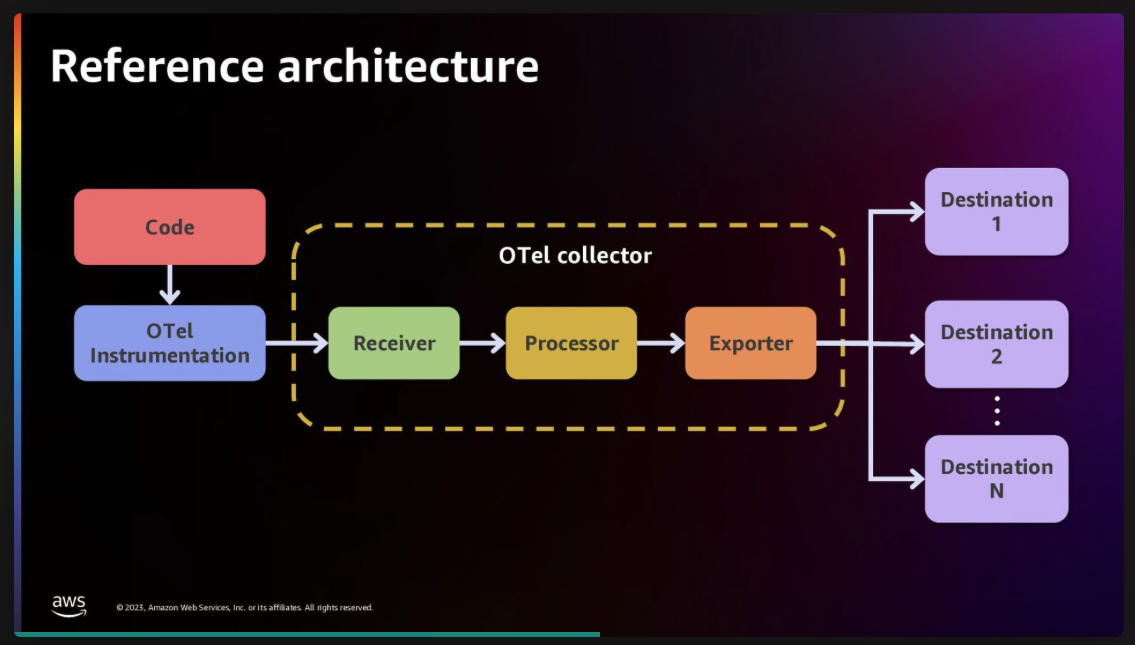 Reference architecture
Code
OTel
Instrumentation
OTel collector
Receiver
Processor
Exporter
Destination
1
Destination
2
Destination
N
aws
© 2023, Amazon Web Services, Inc. or its affiliates. All rights reserved.